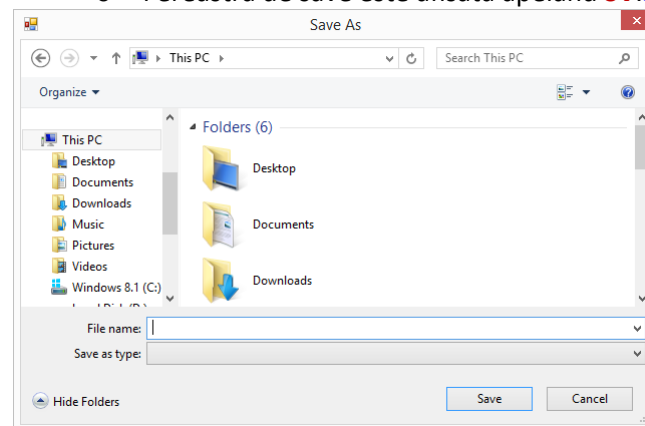 Save As
This PC
Search This PC
Organize
This PC
Desktop
Documents
Downloads
Music
Pictures
Videos
Windows 8.1 (C:)
Folders (6)
Desktop
Documents
Downloads
File name:
Save as type:
Hide Folders
Save
Cancel